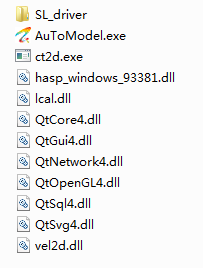 SL_driver
AuToModel.exe
ct2d.exe
hasp_windows_93381.dll
lcal.dll
QtCore4.dll
QtGui4.dll
QtNetwork4.dll
QtOpenGL4.dll
QtSql4.dll
QtSvg4.dll
vel2d.dll